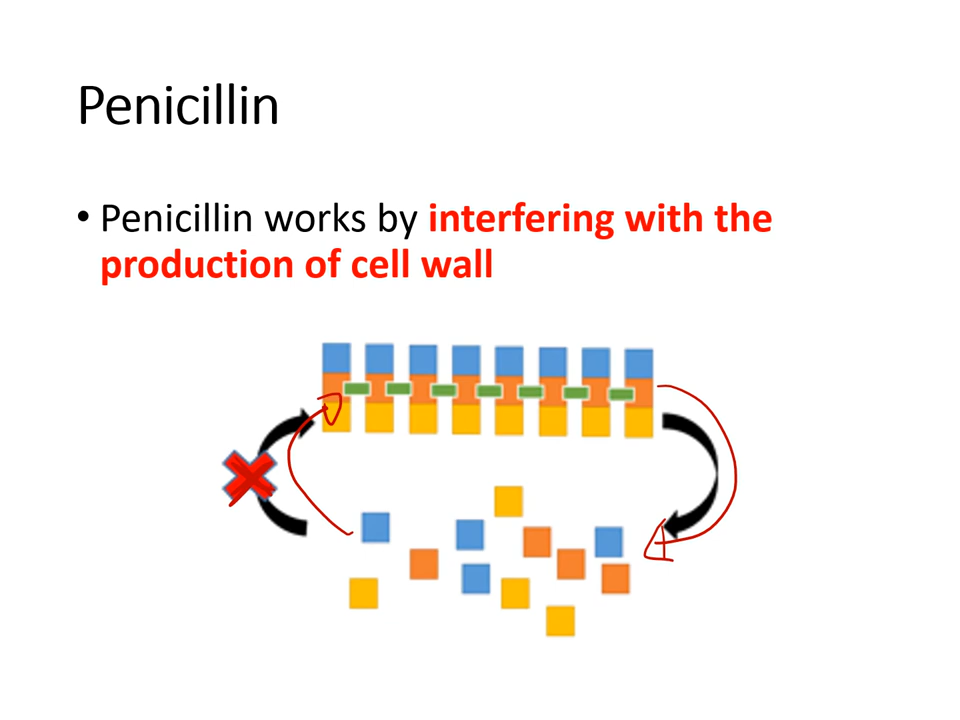 Penicillin
• Penicillin works by interfering with the
production of cell wall